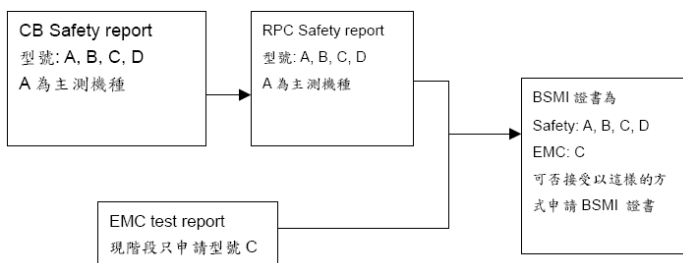 CB Safety report
型號: A, B, C, D
A 為主測機種
RPC Safety report
型號: A, B, C, D
A 為主測機種
EMC test report
現階段只申請型號 C
BSMI 證書為
Safety: A, B, C, D
EMC: C
可否接受以這樣的方
式申請 BSMI 證書